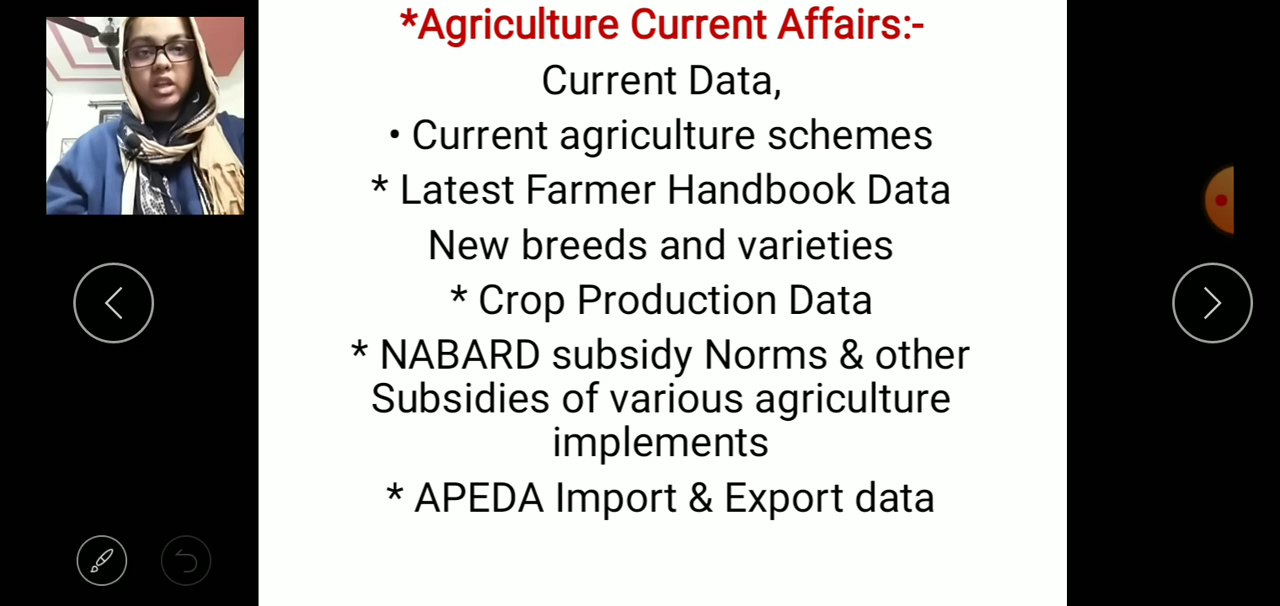 *Agriculture Current Affairs:-
Current Data,
• Current agriculture schemes
* Latest Farmer Handbook Data
New breeds and varieties
* Crop Production Data
* NABARD subsidy Norms & other
Subsidies of various agriculture
implements
* APEDA Import & Export data